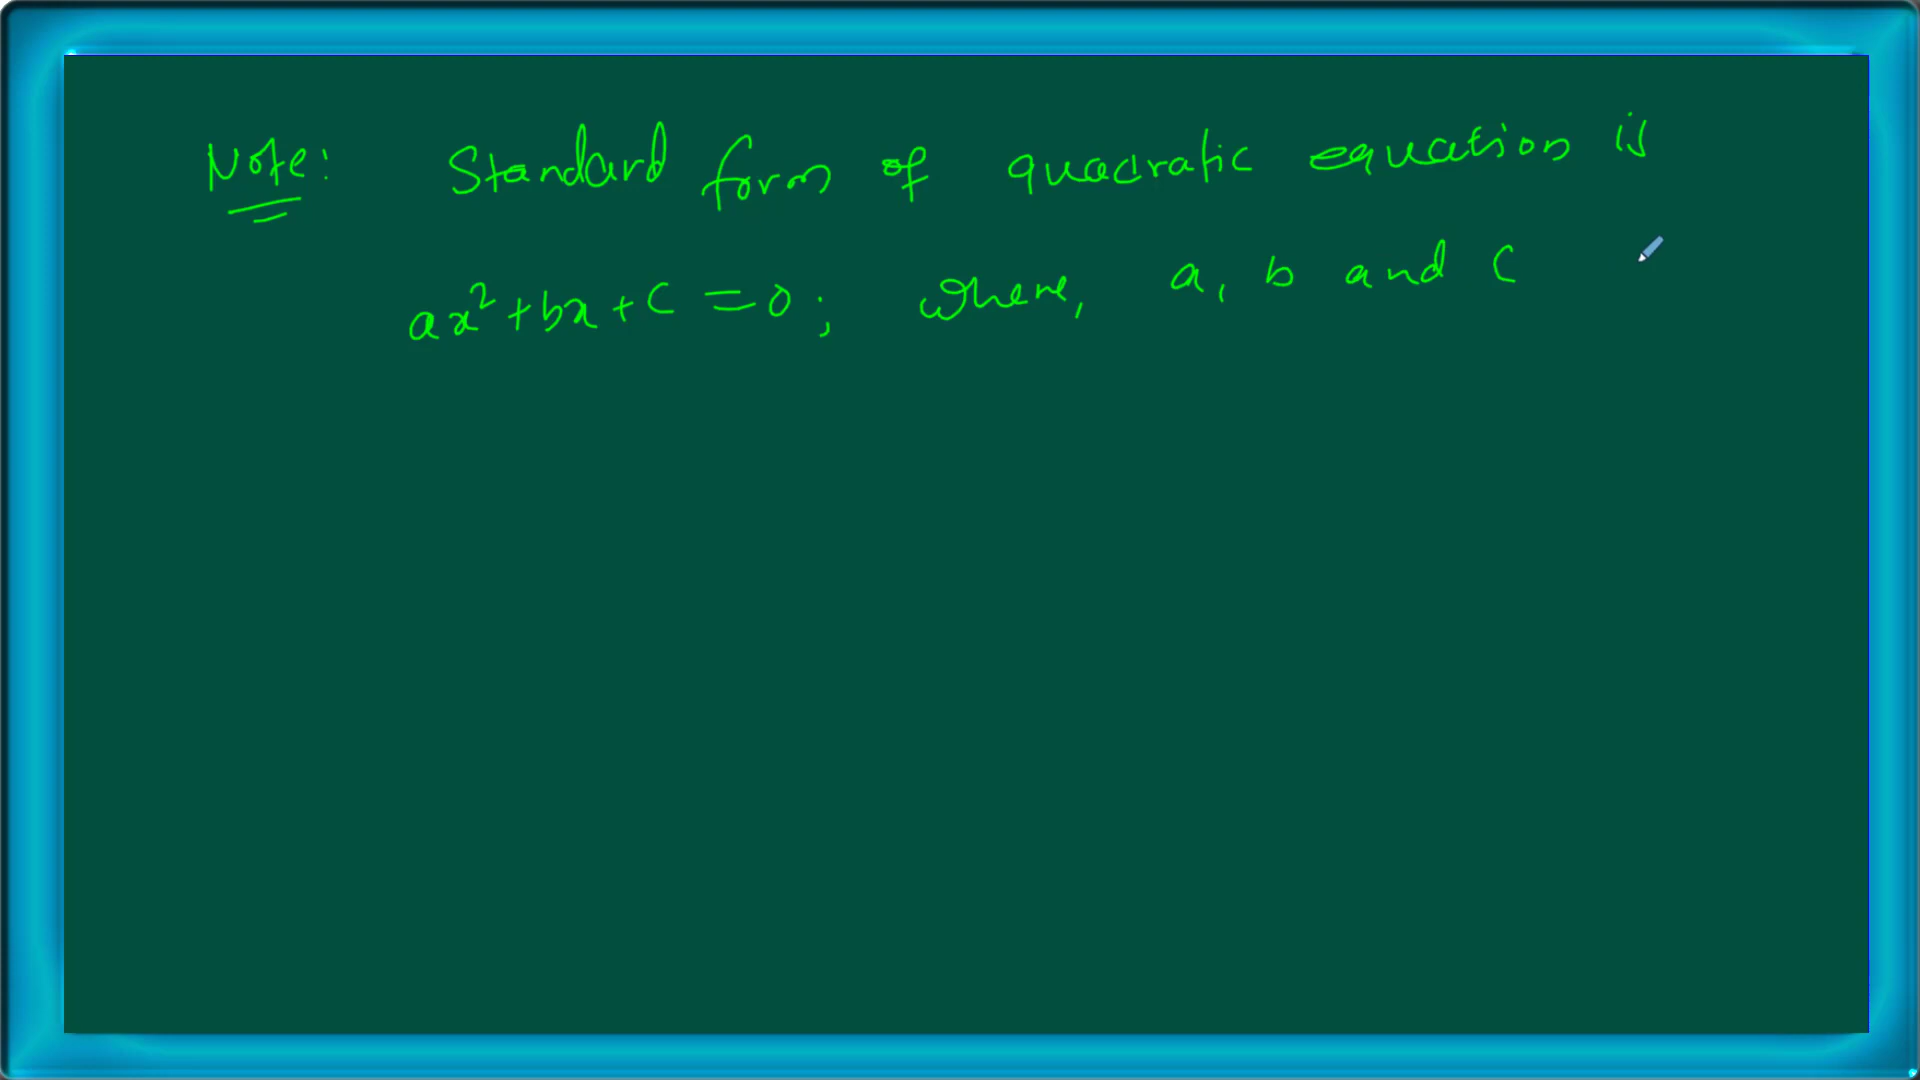 Note: Standard form of quadratic equation is
ax²+bx+c=0; where, a, b and c